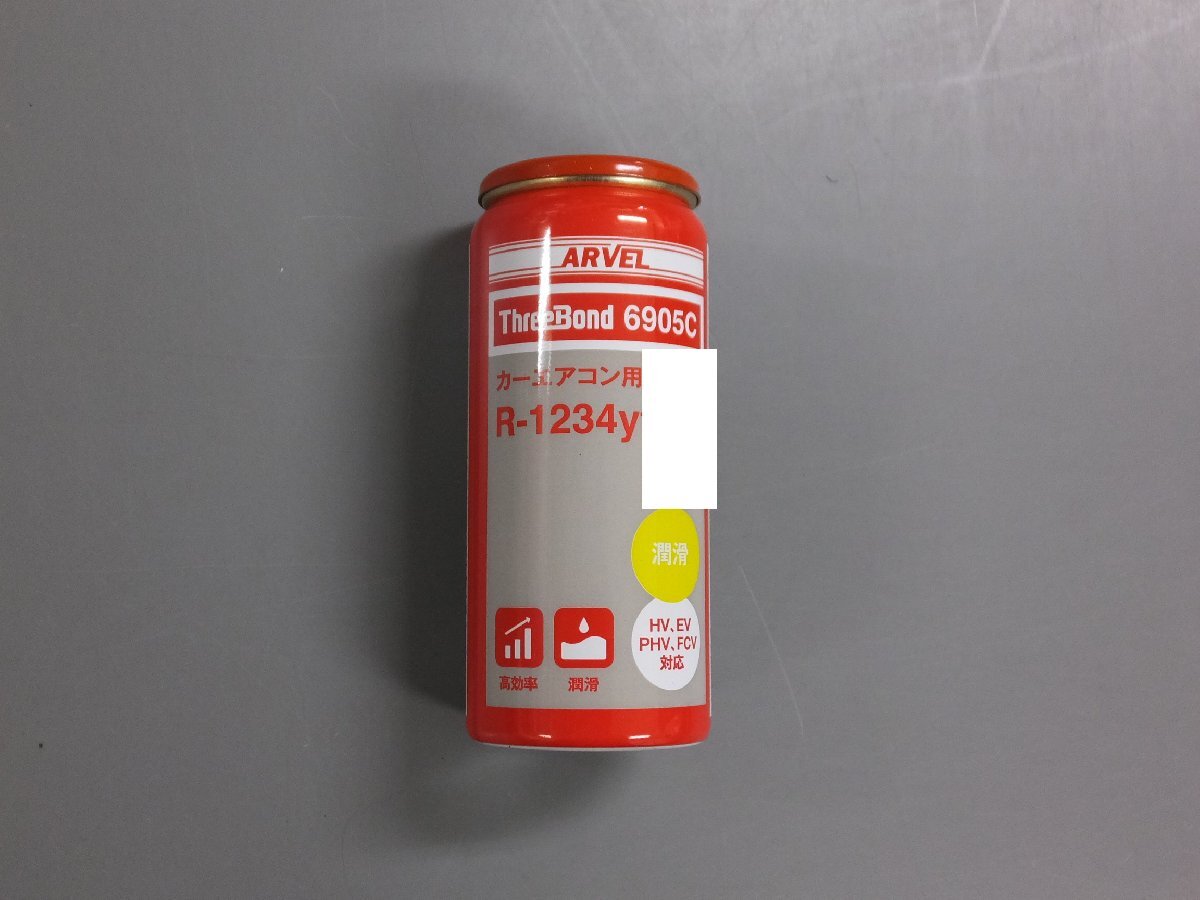 ARVEL
ThreeBond 6905C
カーエアコン用
R-1234y
潤滑
HV、EV
PHV、FCV
対応
高効率
潤滑